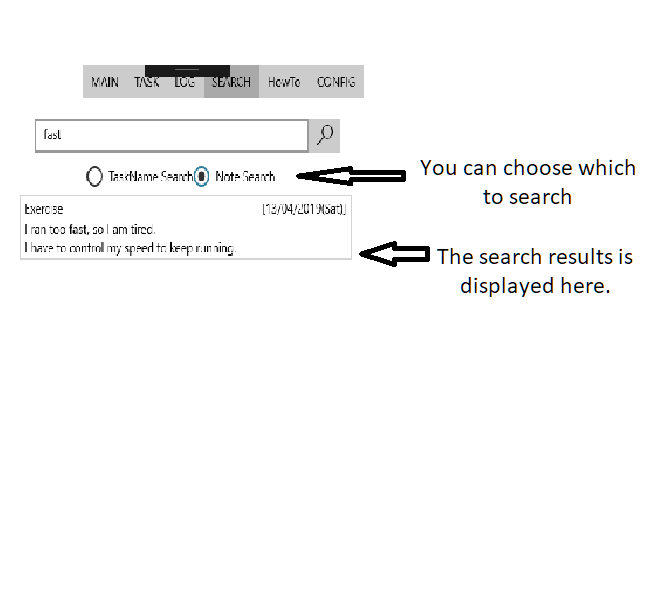 MAIN TASK LOG SEARCH HowTo CONFIG
fast
TaskName Search Note Search
You can choose which
to search
Exercise [13/04/2019(Sat)]
I ran too fast, so I am tired.
I have to control my speed to keep running.
The search results is
displayed here.